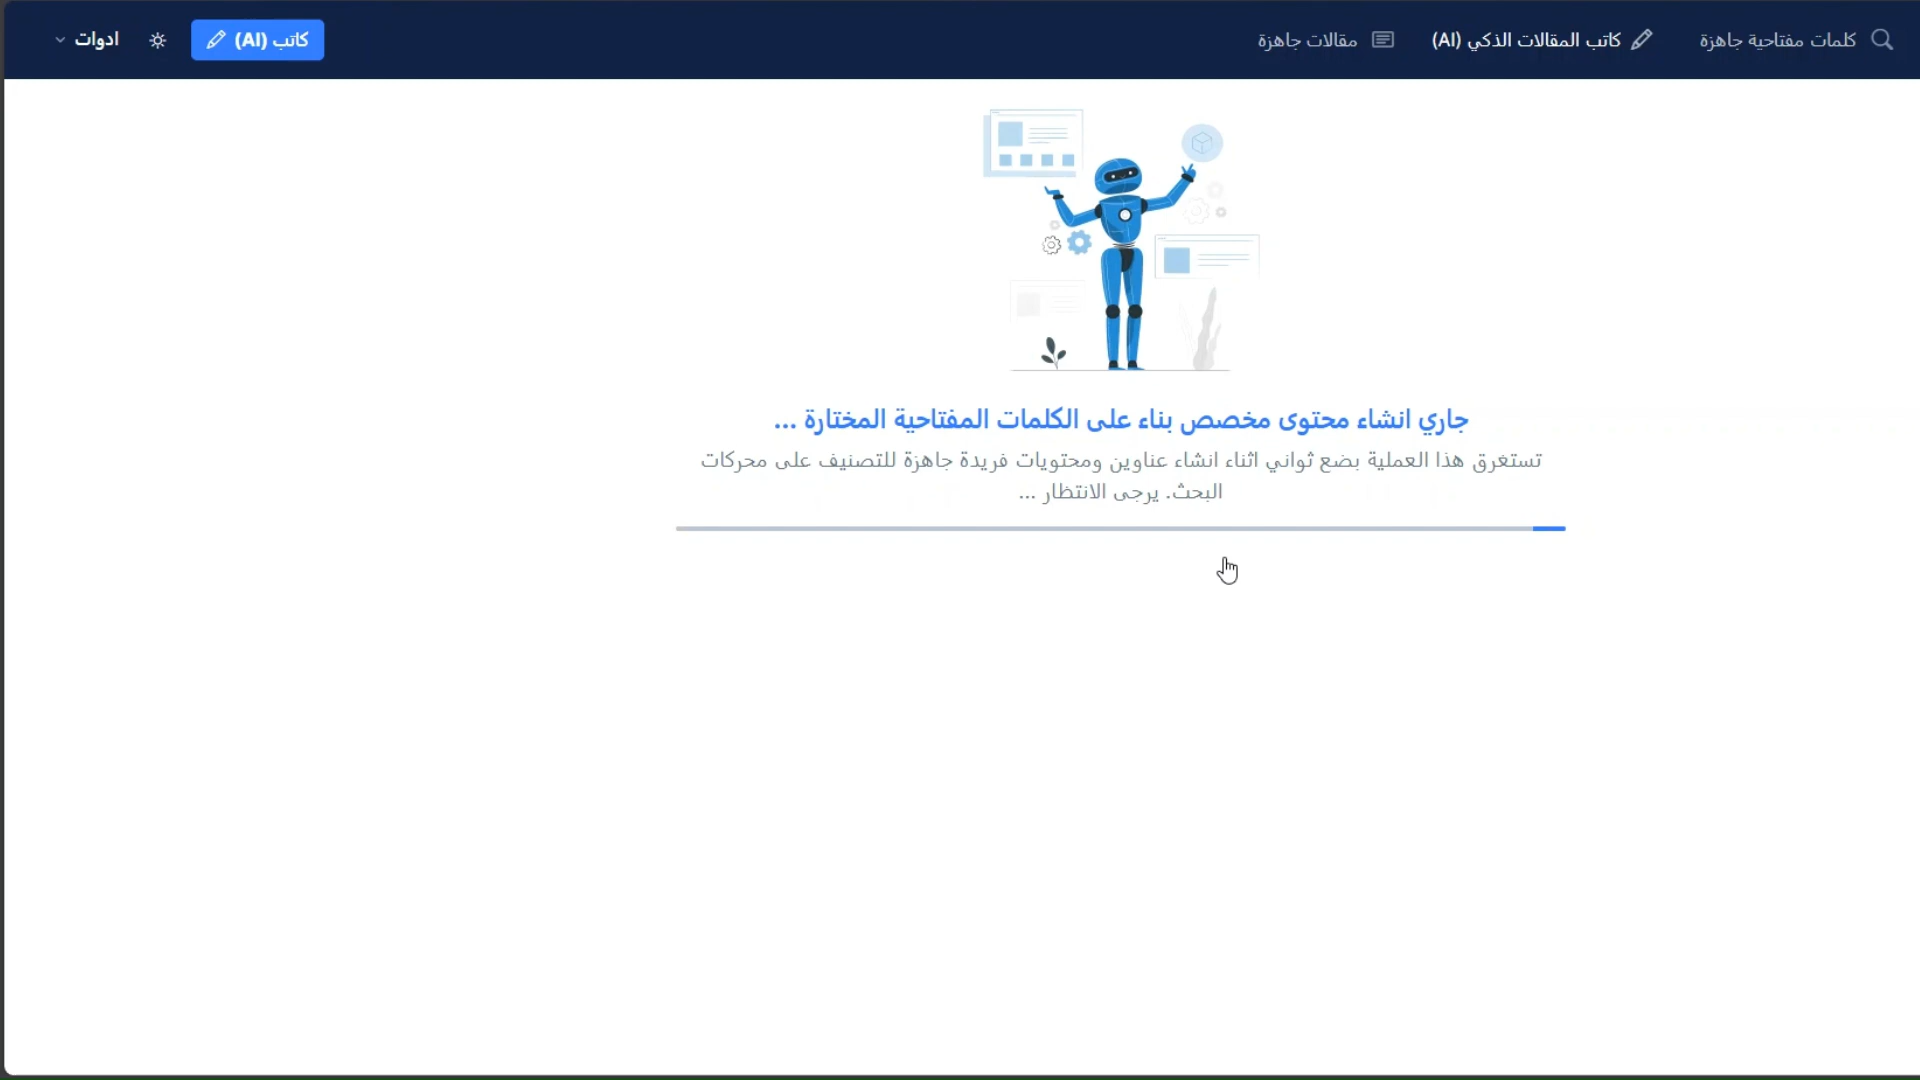 كلمات مفتاحية جاهزة
كاتب المقالات الذكي (AI)
مقالات جاهزة
كاتب (AI)
ادوات
جاري انشاء محتوى مخصص بناء على الكلمات المفتاحية المختارة ...
تستغرق هذا العملية بضع ثواني اثناء انشاء عناوين ومحتويات فريدة جاهزة للتصنيف على محركات
البحث. يرجى الانتظار ...